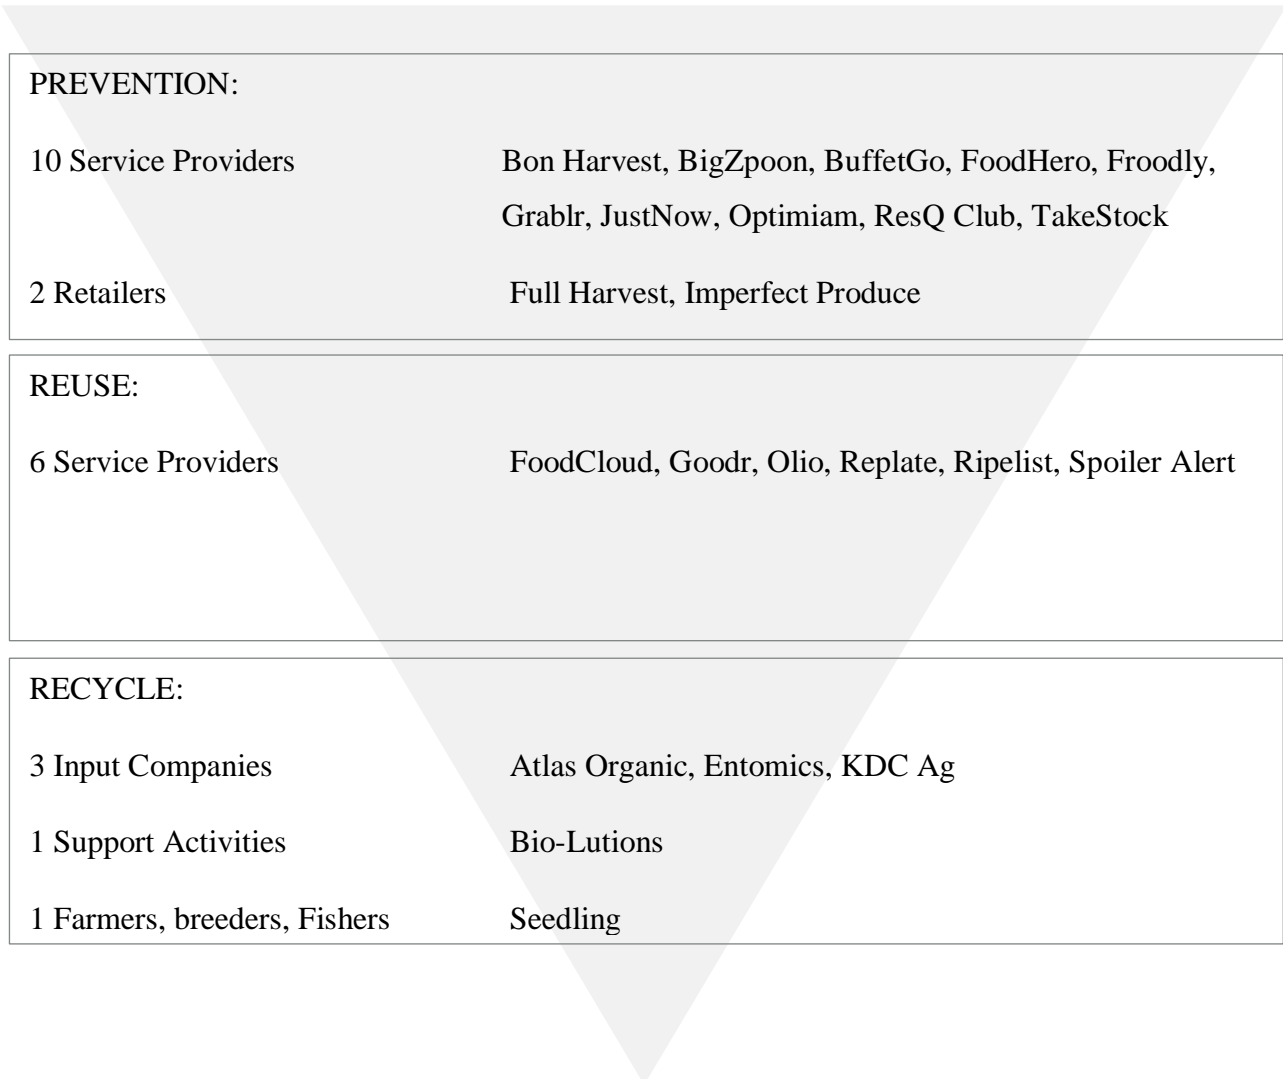 PREVENTION:
10 Service Providers Bon Harvest, BigZpoon, BuffetGo, FoodHero, Froodly,
Grablr, JustNow, Optimiam, ResQ Club, TakeStock
2 Retailers Full Harvest, Imperfect Produce
REUSE:
6 Service Providers FoodCloud, Goodr, Olio, Replate, Ripelist, Spoiler Alert
RECYCLE:
3 Input Companies Atlas Organic, Entomics, KDC Ag
1 Support Activities Bio-Lutions
1 Farmers, breeders, Fishers Seedling